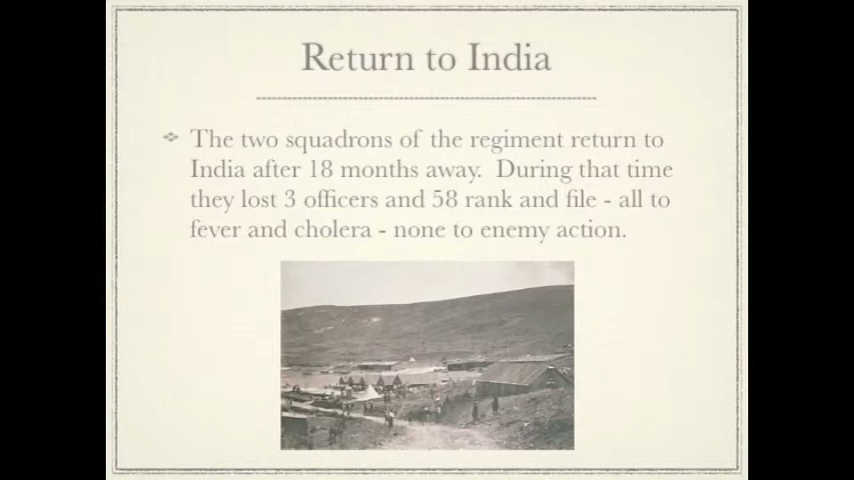 Return to India
The two squadrons of the regiment return to
India after 18 months away.  During that time
they lost 3 officers and 58 rank and file - all to
fever and cholera - none to enemy action.